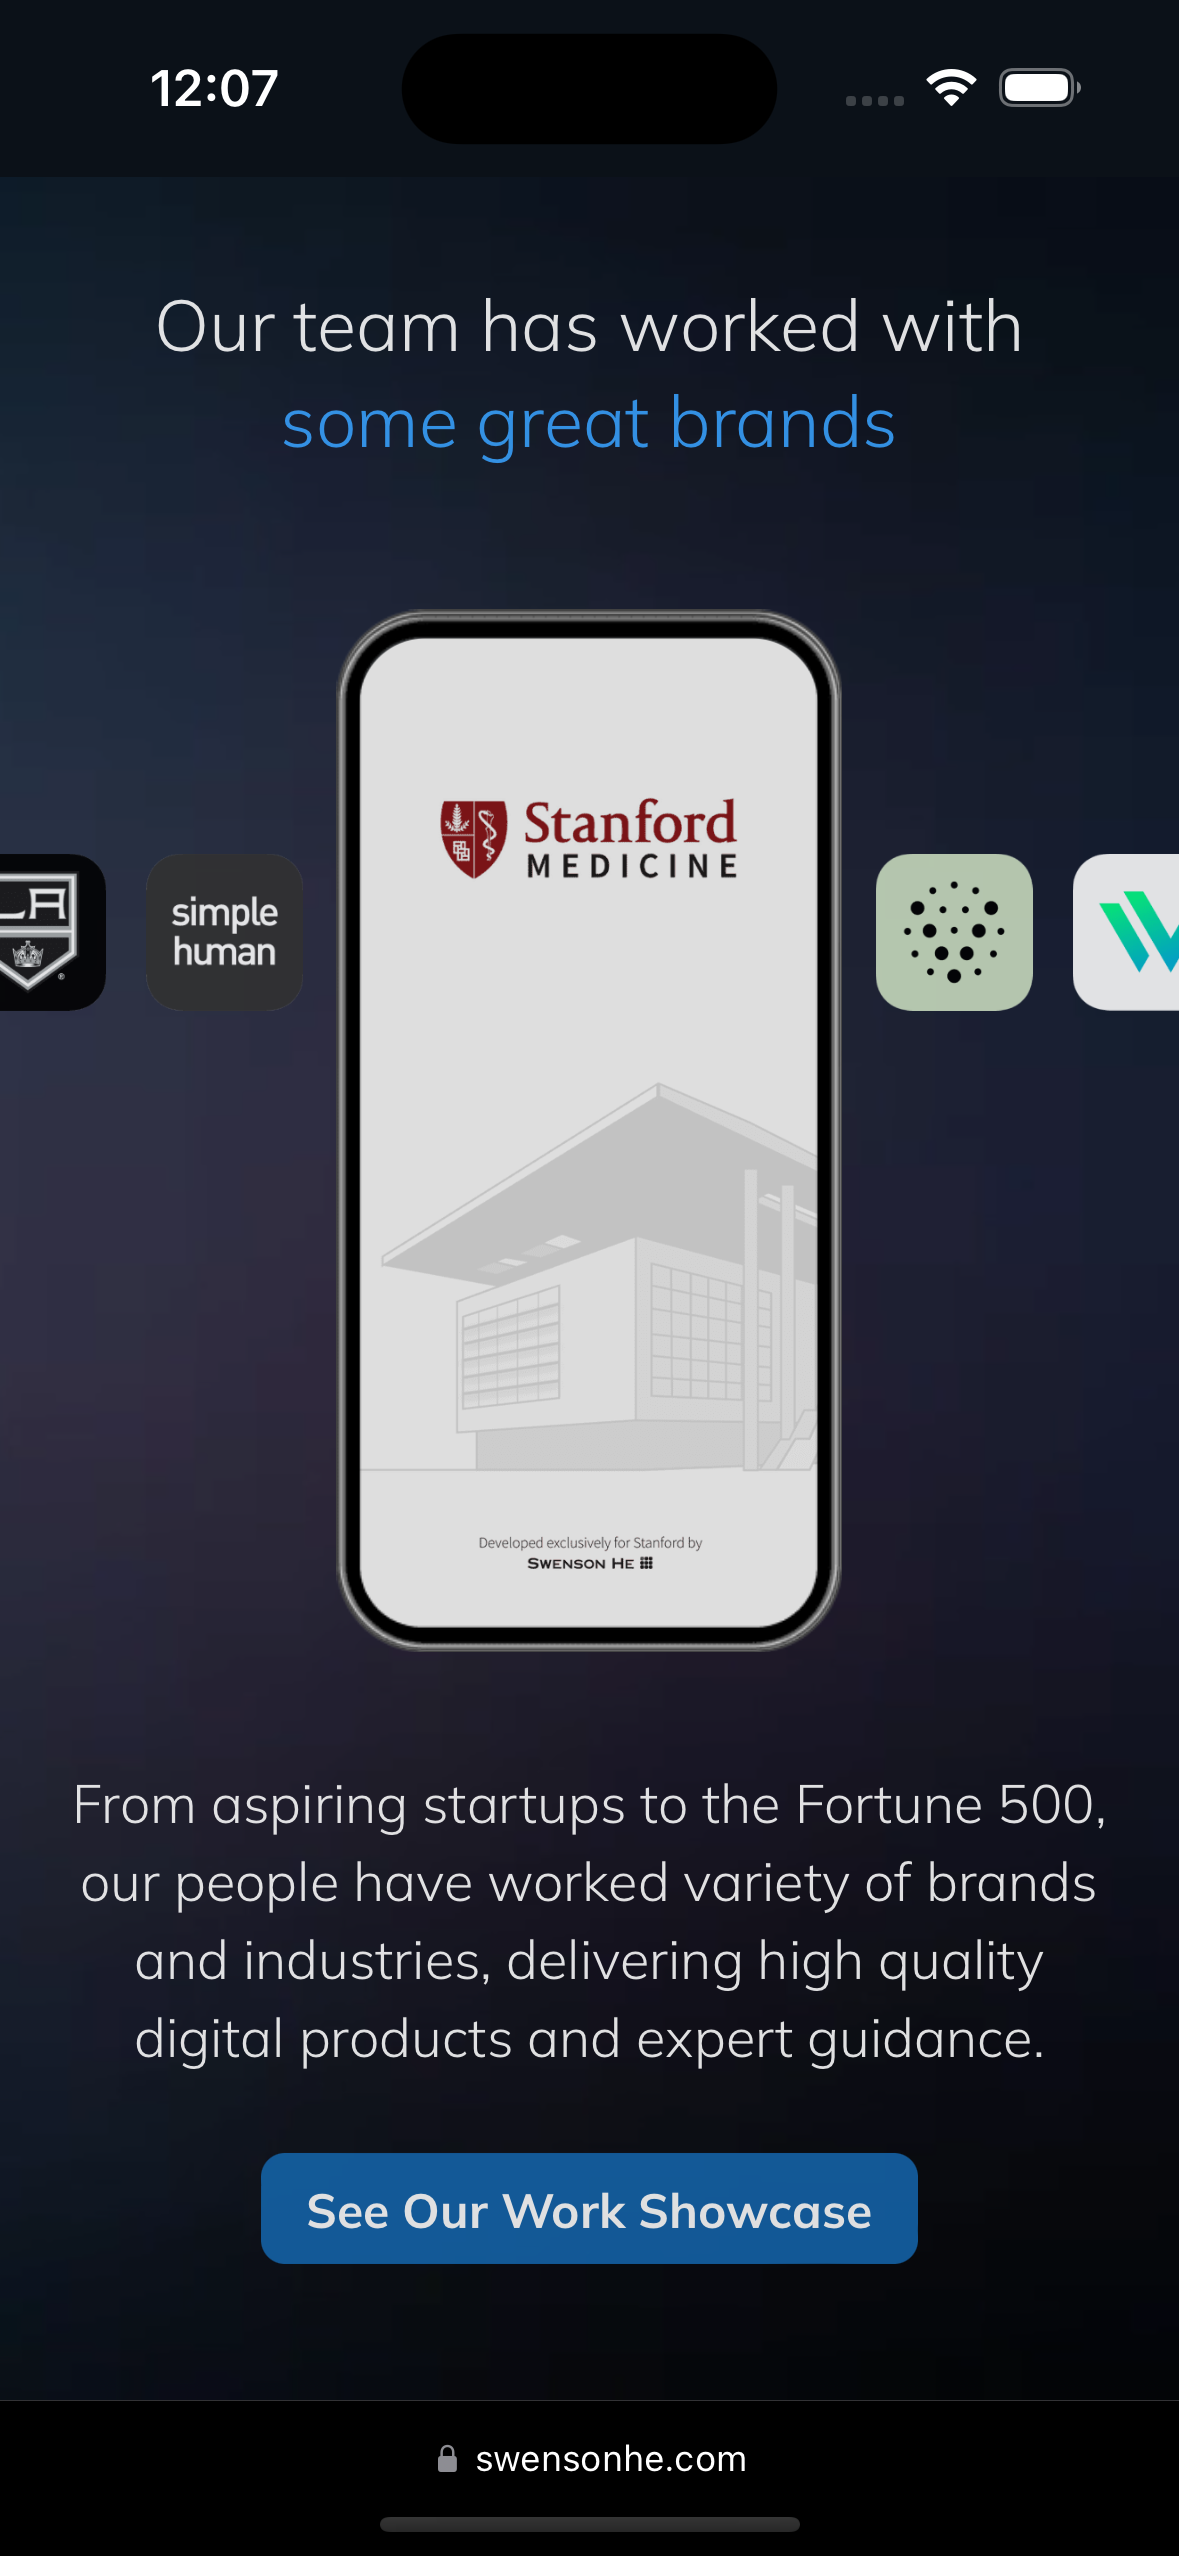 12:07
Our team has worked with
some great brands
LA
simple
human
Stanford
MEDICINE
Developed exclusively for Stanford by
SWENSON HE
From aspiring startups to the Fortune 500,
our people have worked variety of brands
and industries, delivering high quality
digital products and expert guidance.
See Our Work Showcase
swensonhe.com